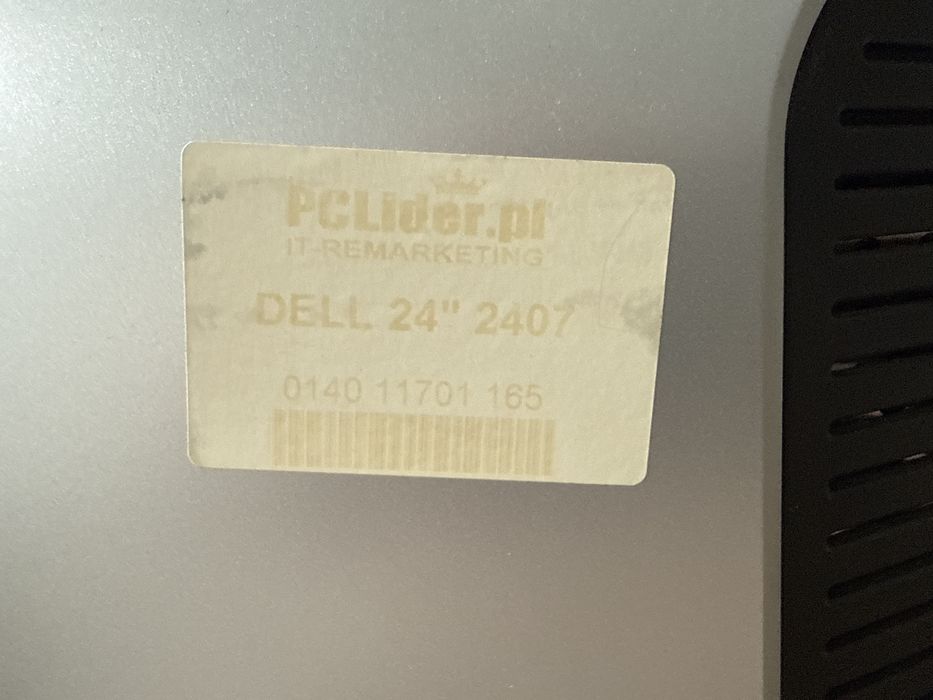 PCLider.pl
IT-REMARKETING
DELL 24" 2407
0140 11701 165